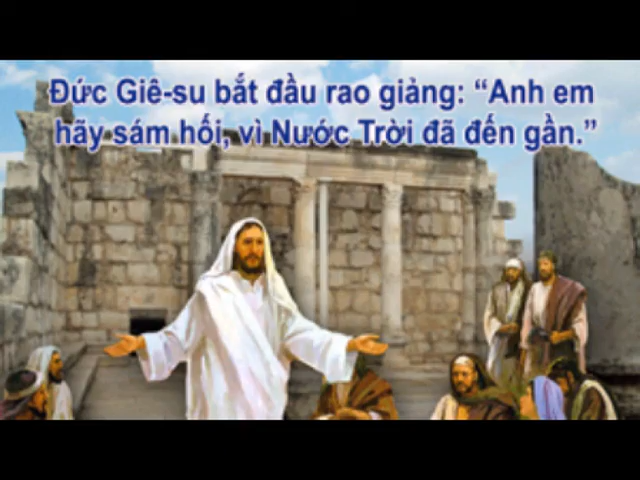 Đức Giê-su bắt đầu rao giảng: “Anh em
hãy sám hối, vì Nước Trời đã đến gần.”